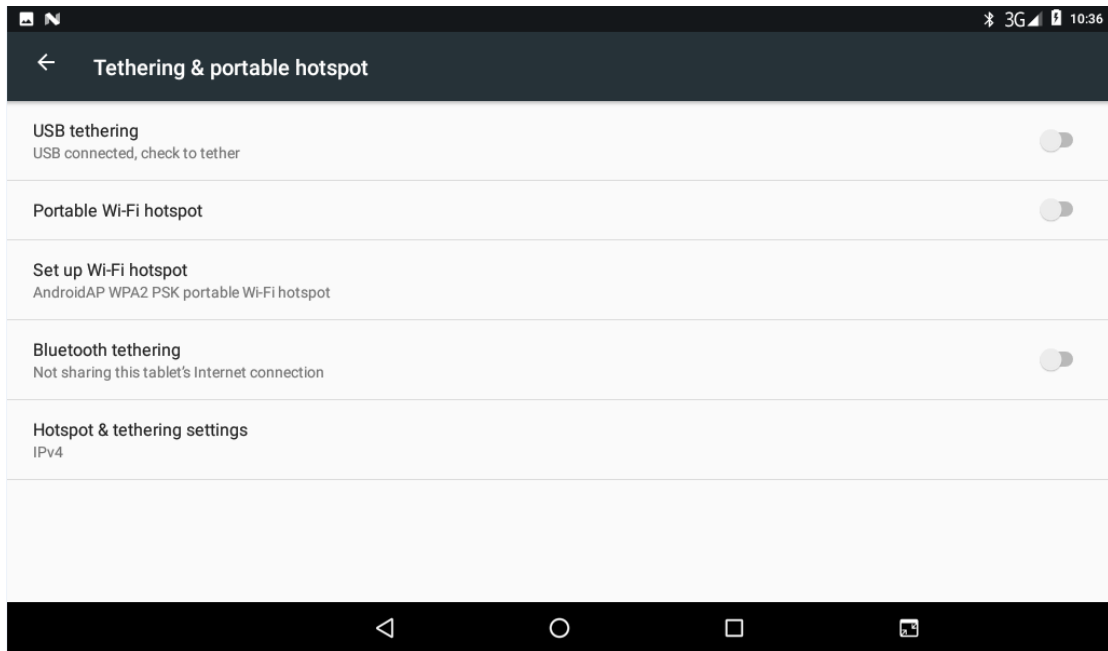 3G 10:36
Tethering & portable hotspot
USB tethering
USB connected, check to tether
Portable Wi-Fi hotspot
Set up Wi-Fi hotspot
AndroidAP WPA2 PSK portable Wi-Fi hotspot
Bluetooth tethering
Not sharing this tablet's Internet connection
Hotspot & tethering settings
IPv4